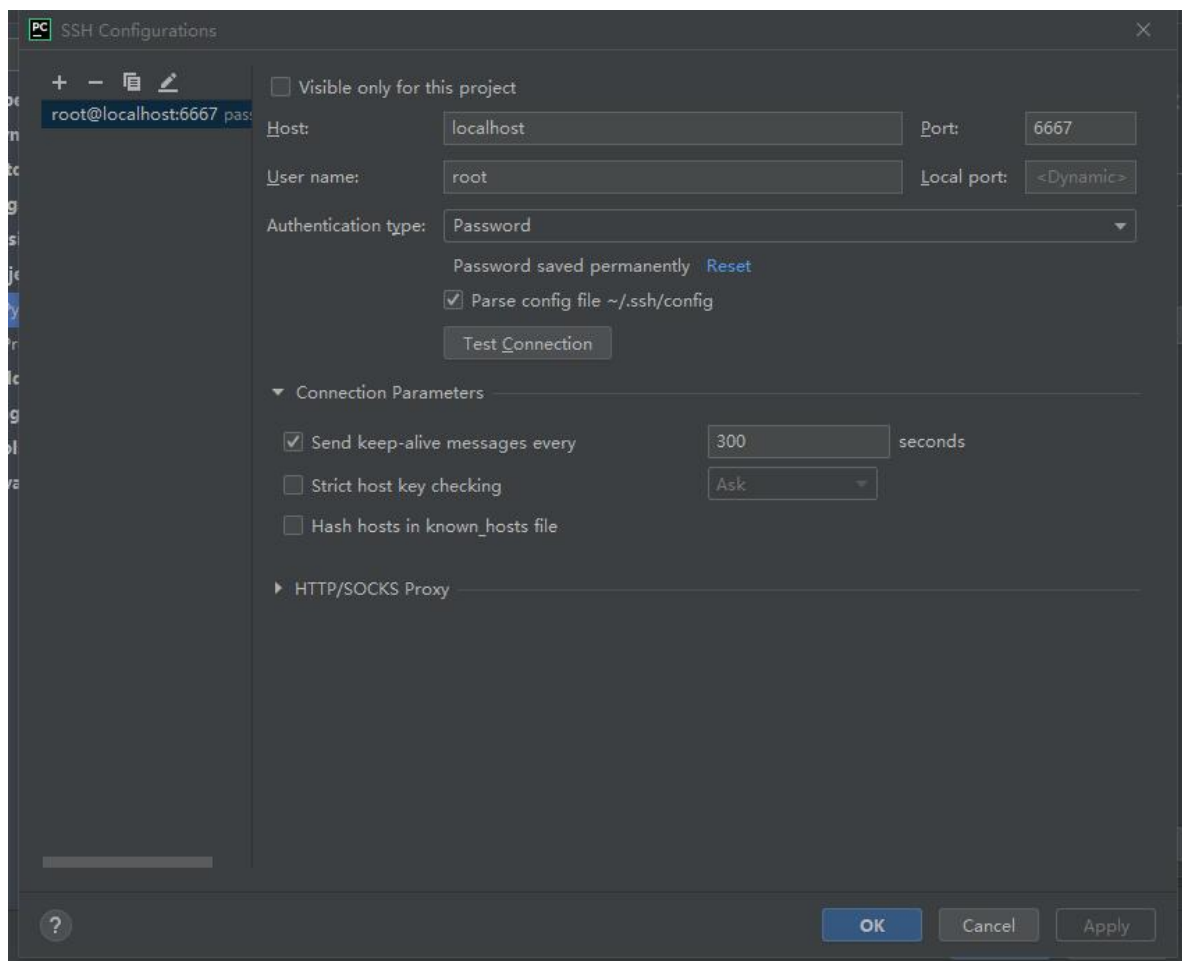 PC SSH Configurations
root@localhost:6667
Visible only for this project
Host: localhost Port: 6667
User name: root Local port: <Dynamic>
Authentication type: Password
Password saved permanently Reset
Parse config file ~/.ssh/config
Test Connection
Connection Parameters
Send keep-alive messages every 300 seconds
Strict host key checking Ask
Hash hosts in known_hosts file
HTTP/SOCKS Proxy
? OK Cancel Apply